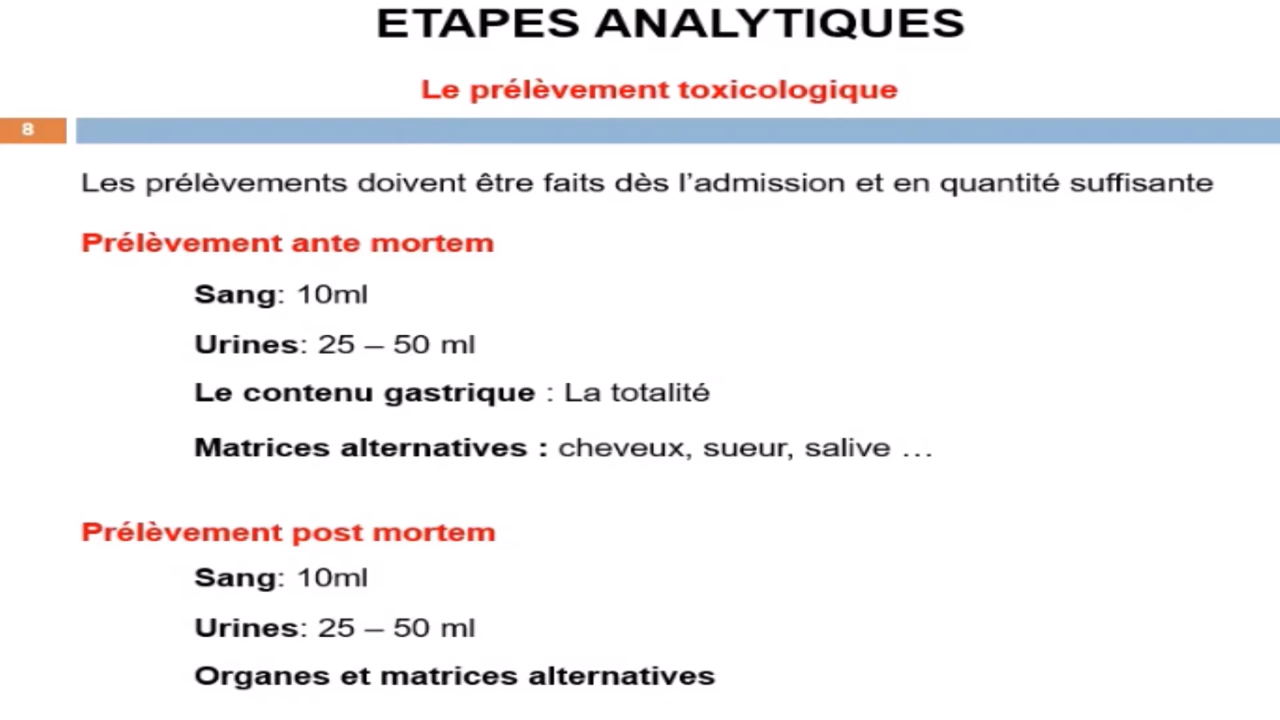 ETAPES ANALYTIQUES
Le prélèvement toxicologique
8
Les prélèvements doivent être faits dès l’admission et en quantité suffisante
Prélèvement ante mortem
Sang: 10ml
Urines: 25 – 50 ml
Le contenu gastrique : La totalité
Matrices alternatives : cheveux, sueur, salive …
Prélèvement post mortem
Sang: 10ml
Urines: 25 – 50 ml
Organes et matrices alternatives